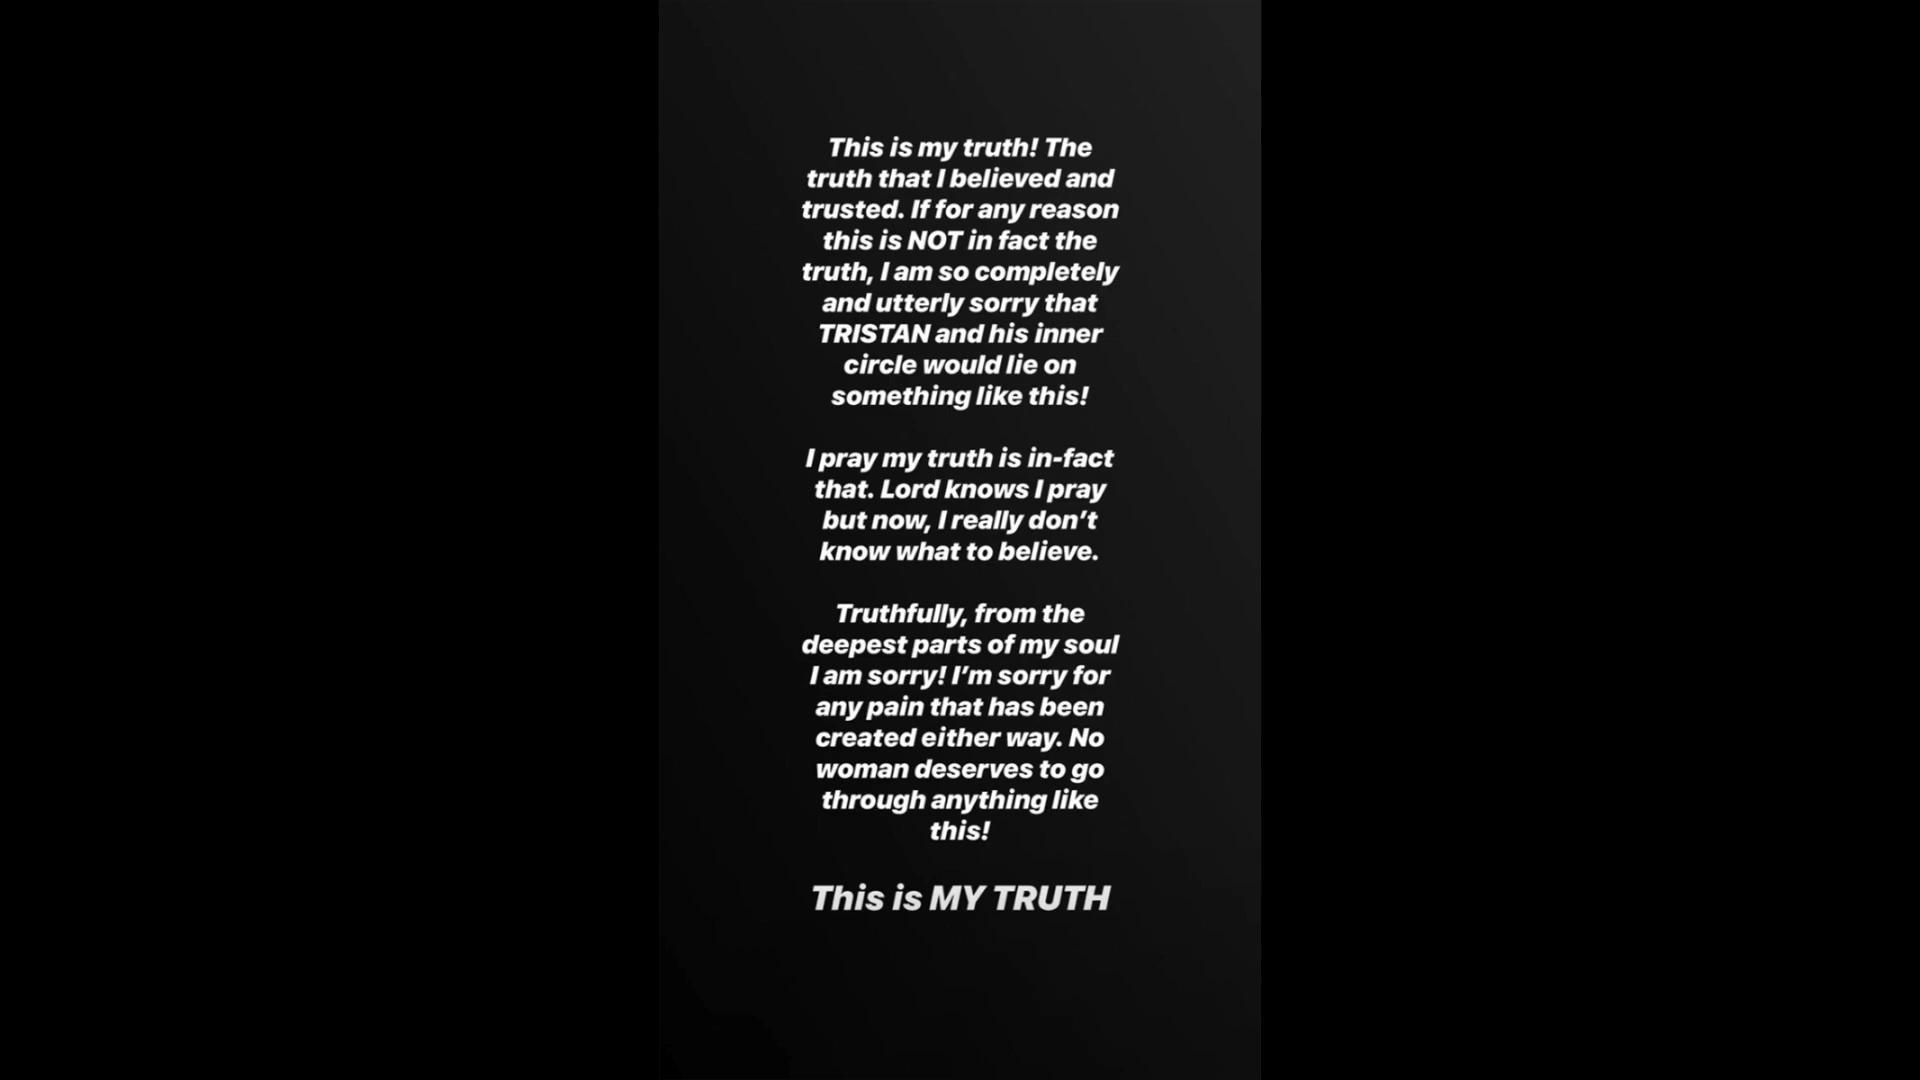 This is my truth! The
truth that I believed and
trusted. If for any reason
this is NOT in fact the
truth, I am so completely
and utterly sorry that
TRISTAN and his inner
circle would lie on
something like this!
I pray my truth is in-fact
that. Lord knows I pray
but now, I really don’t
know what to believe.
Truthfully, from the
deepest parts of my soul
I am sorry! I’m sorry for
any pain that has been
created either way. No
woman deserves to go
through anything like
this!
This is MY TRUTH